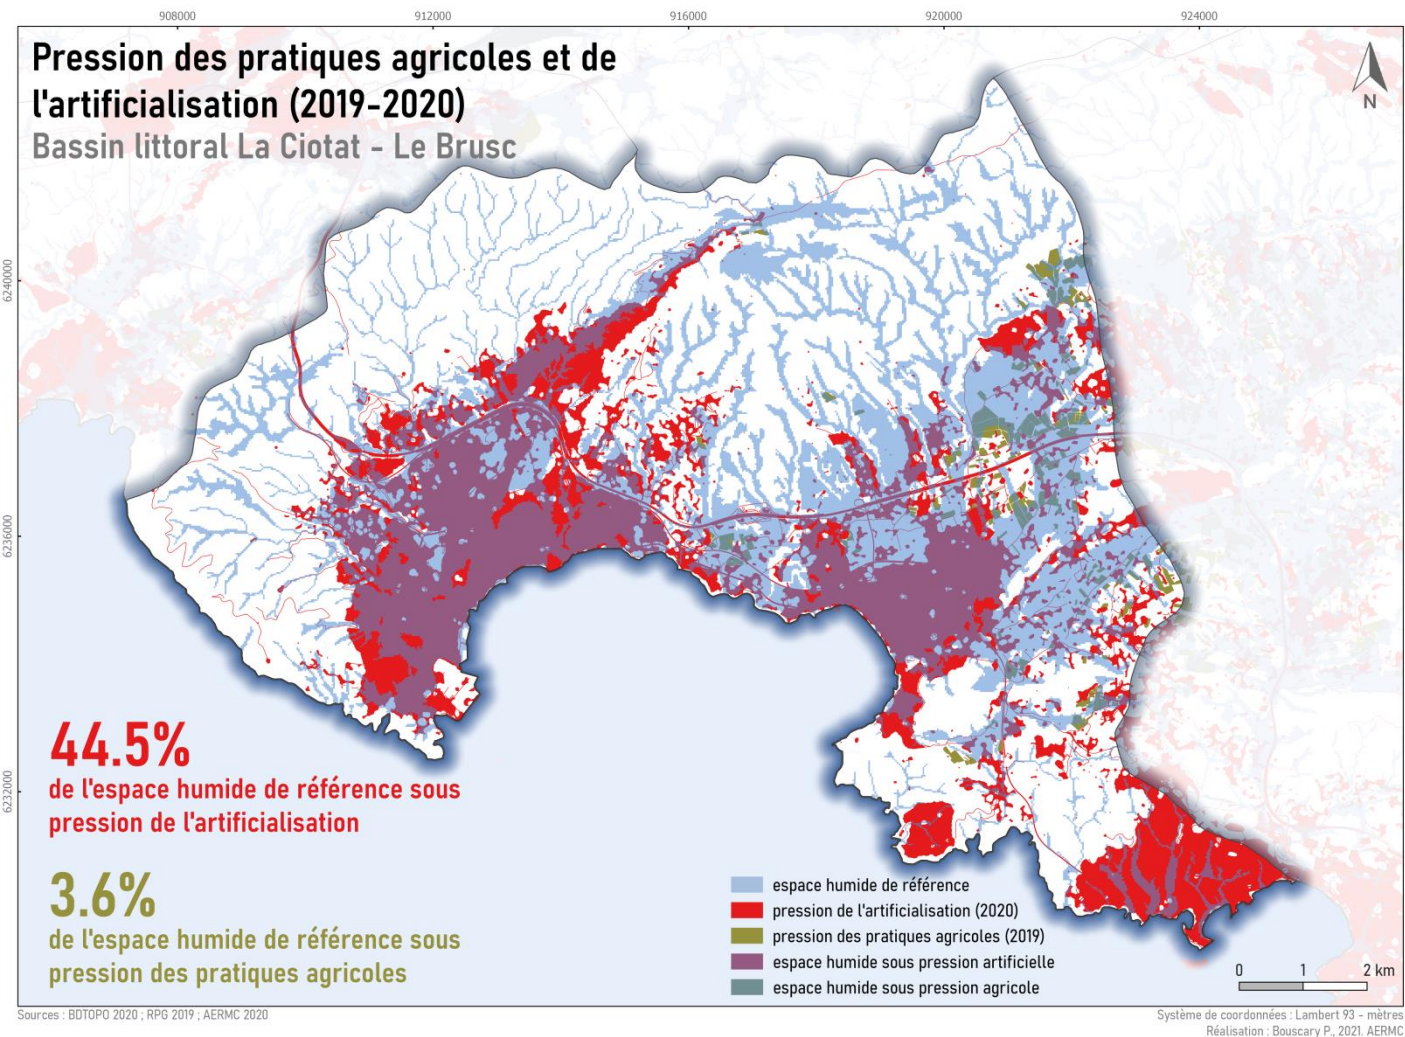 908000
912000
916000
920000
924000
Pression des pratiques agricoles et de
l'artificialisation (2019-2020)
Bassin littoral La Ciotat - Le Brusc
N
6240000
6236000
6232000
44.5%
de l'espace humide de référence sous
pression de l'artificialisation
3.6%
de l'espace humide de référence sous
pression des pratiques agricoles
espace humide de référence
pression de l'artificialisation (2020)
pression des pratiques agricoles (2019)
espace humide sous pression artificielle
espace humide sous pression agricole
0 1 2 km
Sources : BDTOPO 2020 ; RPG 2019 ; AERMC 2020
Système de coordonnées : Lambert 93 - mètres
Réalisation : Bouscary P., 2021. AERMC